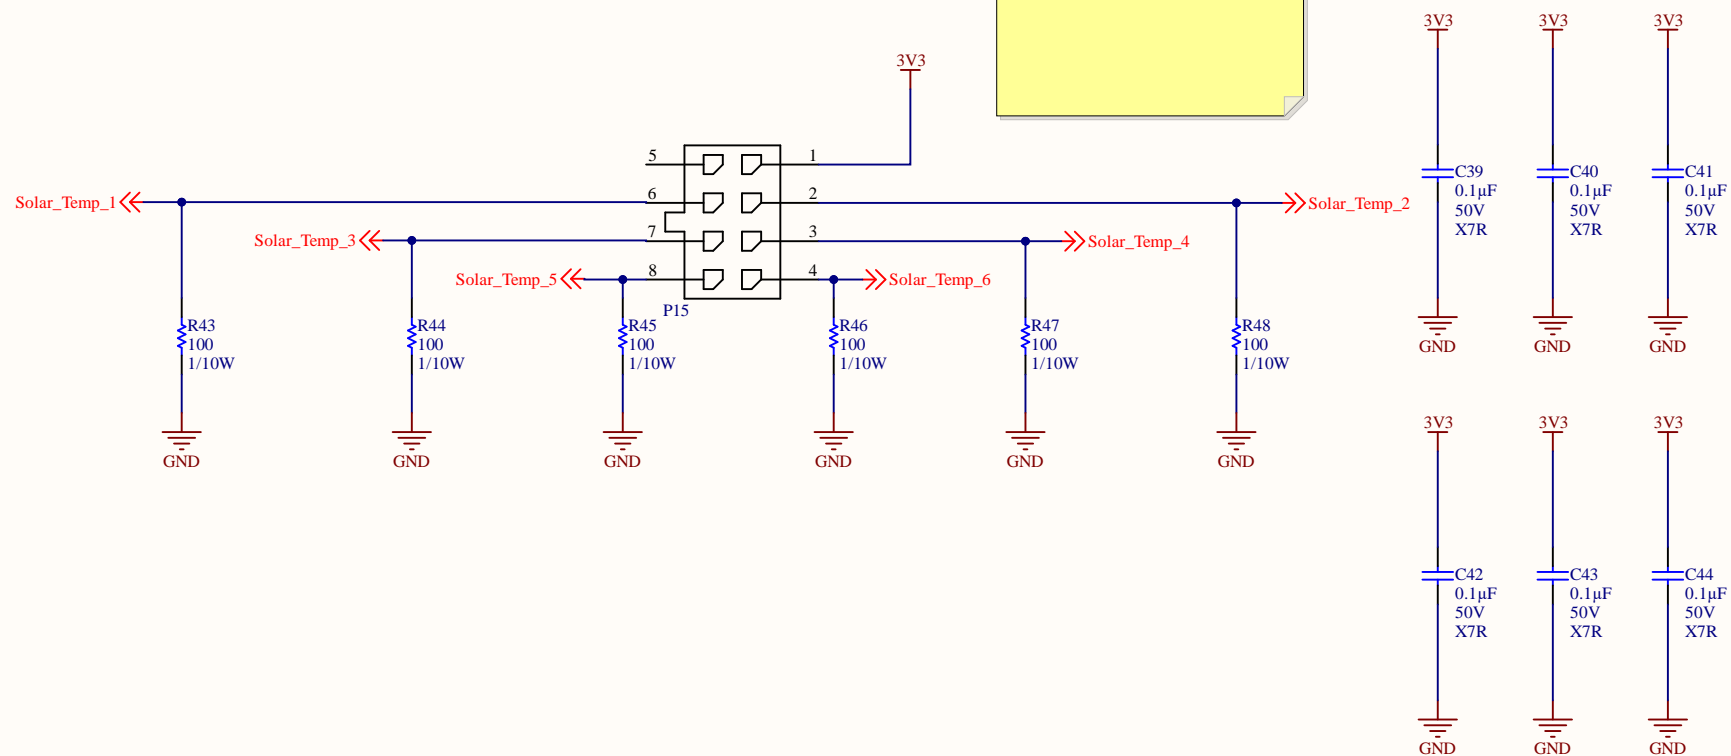 3V3
3V3
3V3
3V3
5
1
Solar_Temp_1
6
2
Solar_Temp_2
Solar_Temp_3
7
3
Solar_Temp_4
Solar_Temp_5
8
4
Solar_Temp_6
P15
C39
0.1µF
50V
X7R
C40
0.1µF
50V
X7R
C41
0.1µF
50V
X7R
R43
100
1/10W
R44
100
1/10W
R45
100
1/10W
R46
100
1/10W
R47
100
1/10W
R48
100
1/10W
GND
GND
GND
GND
GND
GND
GND
GND
GND
3V3
3V3
3V3
C42
0.1µF
50V
X7R
C43
0.1µF
50V
X7R
C44
0.1µF
50V
X7R
GND
GND
GND